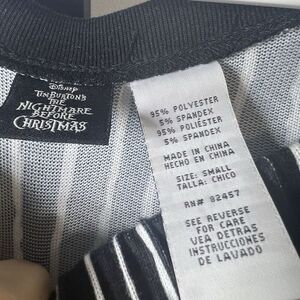 Disney
TIM BURTON'S
THE
NIGHTMARE
BEFORE
CHRISTMAS
95% POLYESTER
5% SPANDEX
95% POLIÉSTER
5% SPANDEX
MADE IN CHINA
HECHO EN CHINA
SIZE: SMALL
TALLA: CHICO
RN# 92457
SEE REVERSE
FOR CARE
VEA DETRAS
INSTRUCCIONES
DE LAVADO